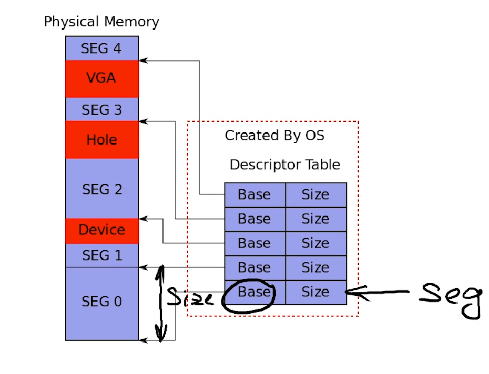 Physical Memory
SEG 4
VGA
SEG 3
Hole
SEG 2
Device
SEG 1
SEG 0
Size
Created By OS
Descriptor Table
Base Size
Base Size
Base Size
Base Size
Base Size
Seg